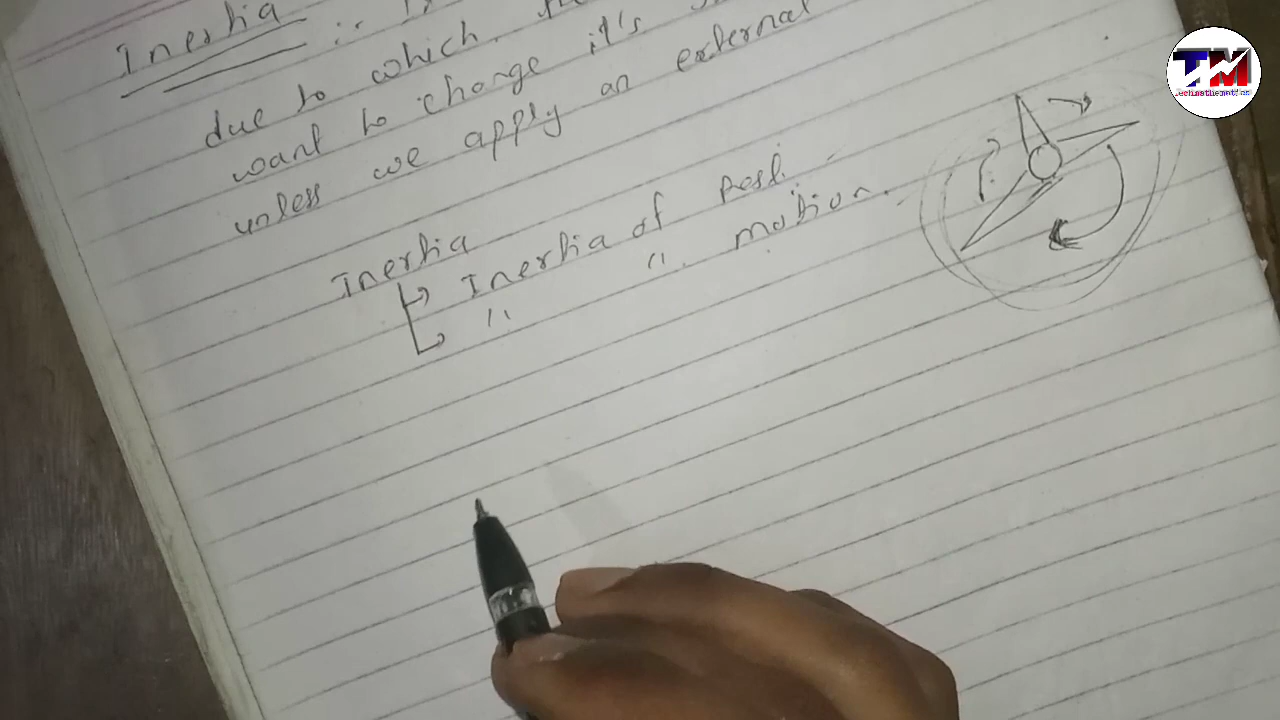 Inertia :-
due to which
want to change it's
unless we apply an external
Inertia
Inertia of Rest.
" " motion.
TM
Technomathematics